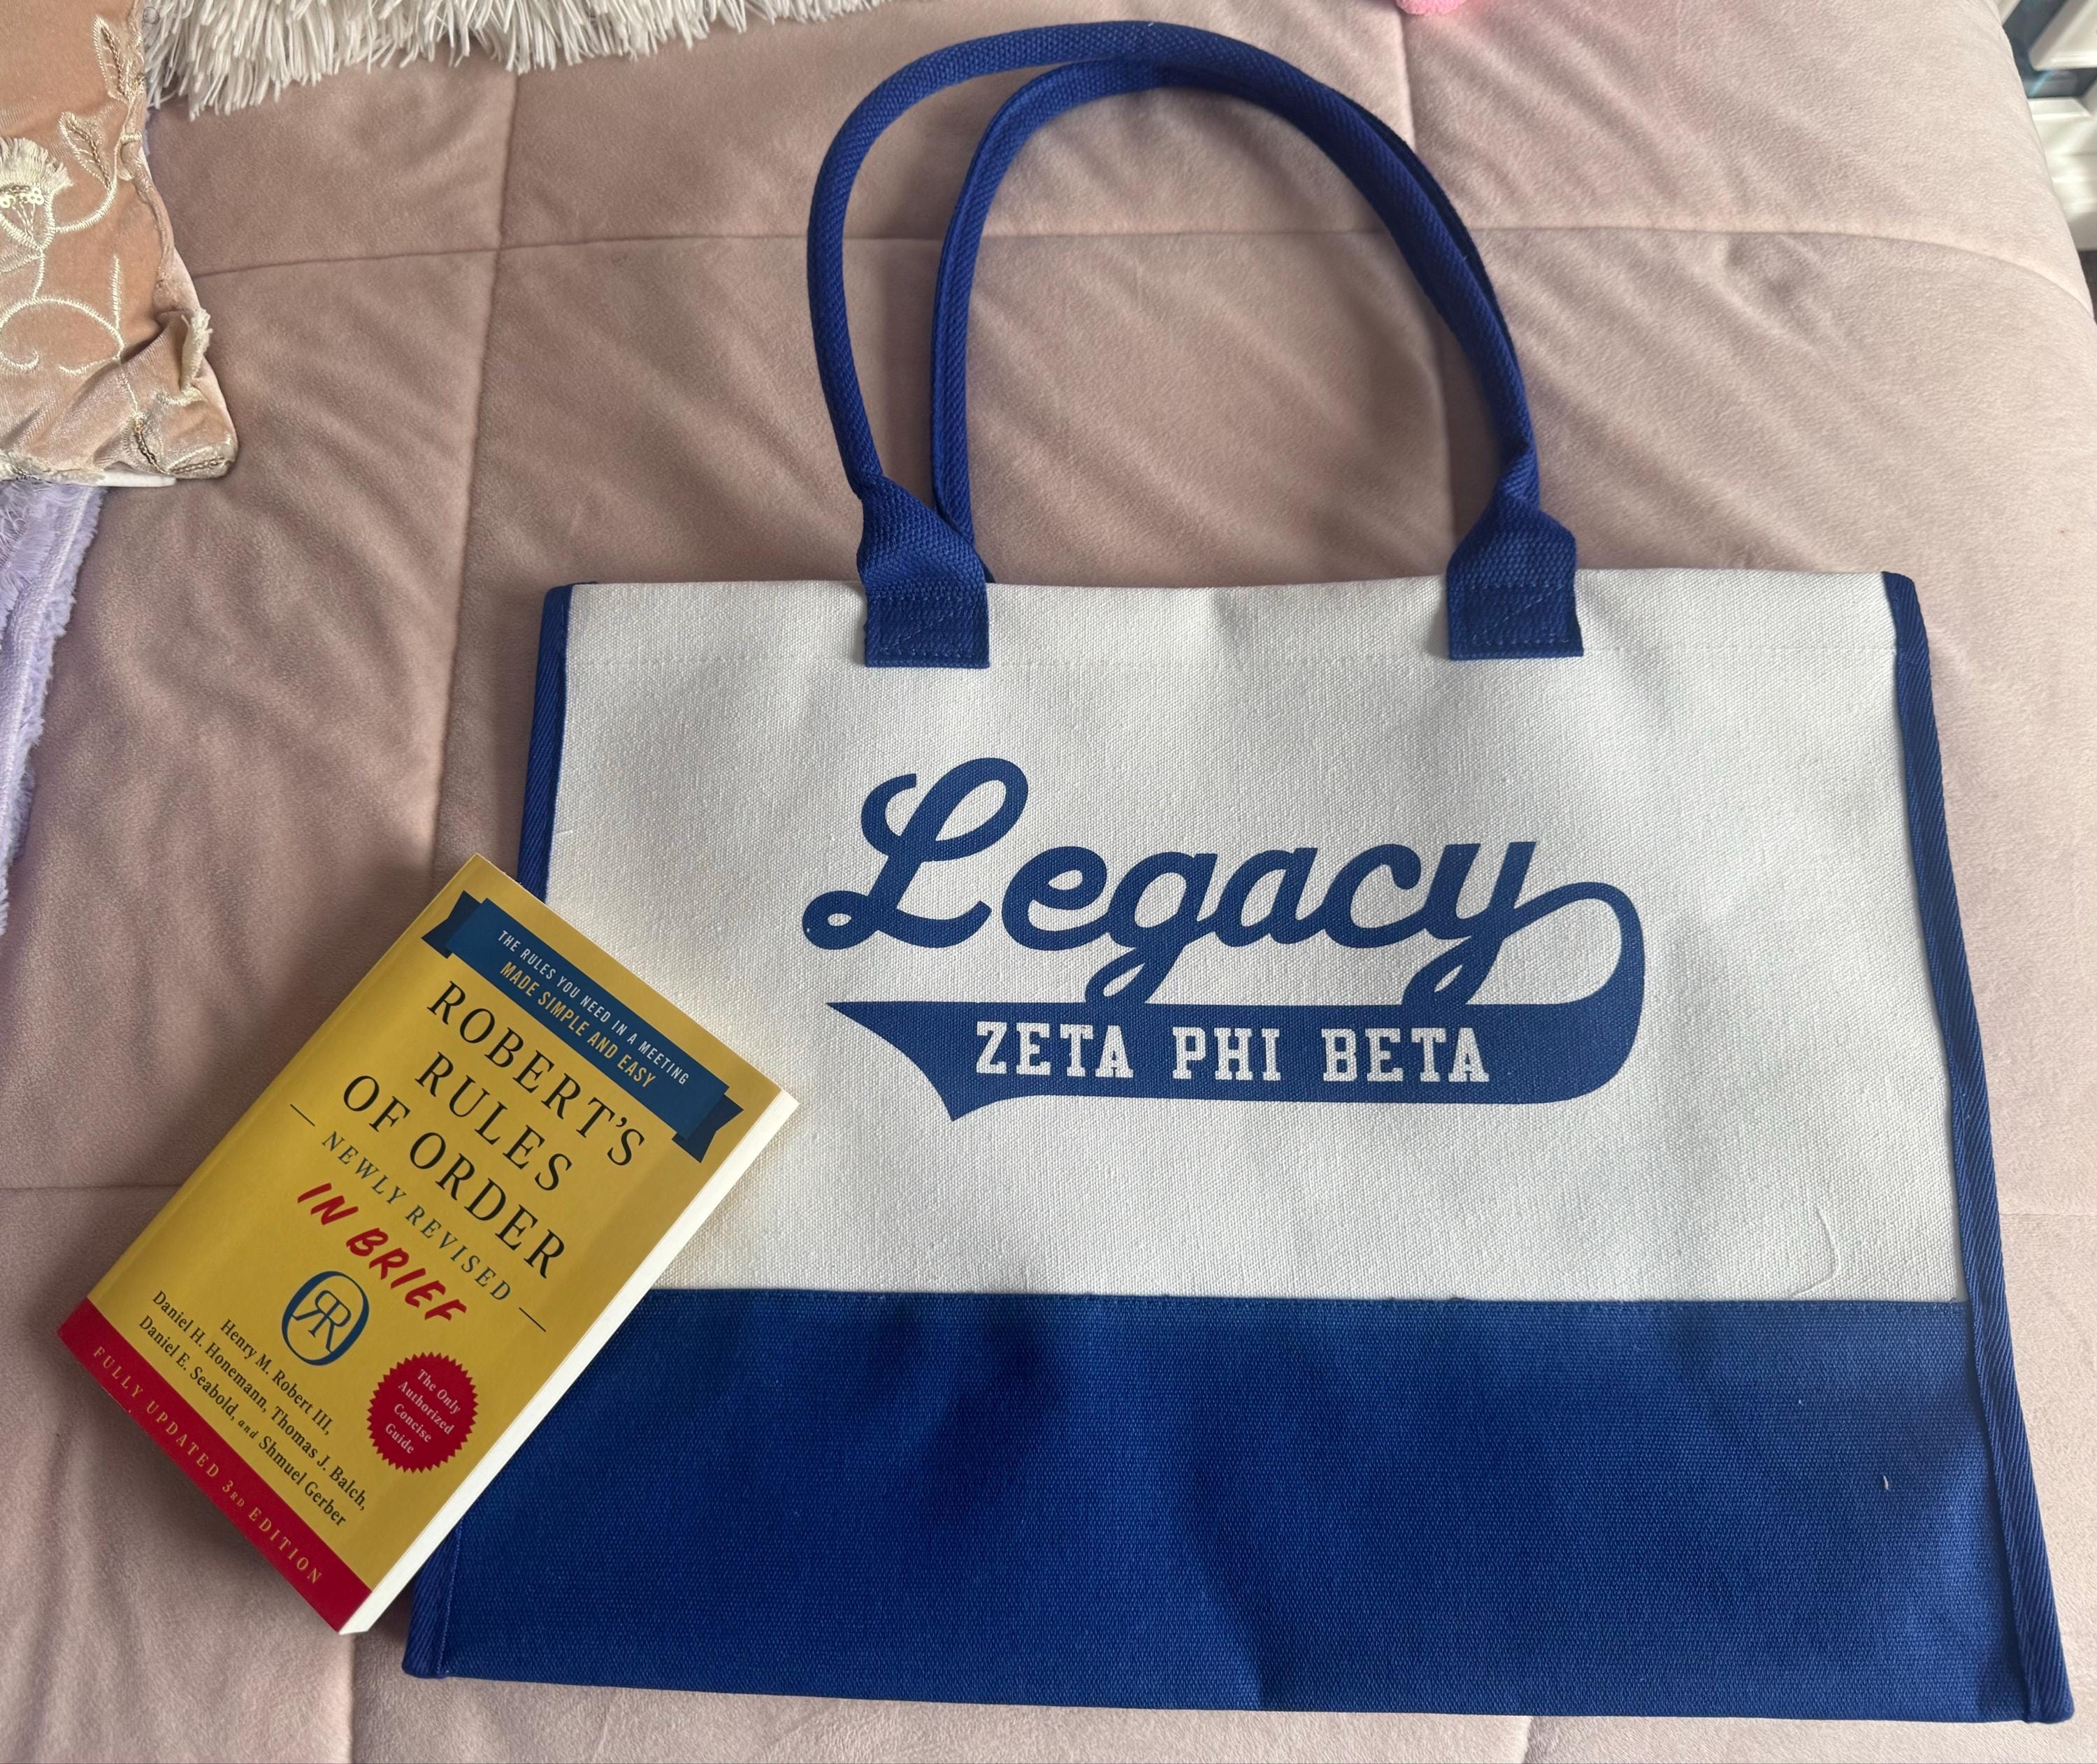 THE RULES YOU NEED IN A MEETING
MADE SIMPLE AND EASY
ROBERT'S
RULES
OF ORDER
NEWLY REVISED
IN BRIEF
RR
Henry M. Robert III,
Daniel H. Honemann, Thomas J. Balch,
Daniel E. Seabold, and Shmuel Gerber
The Only
Authorized
Concise
Guide
FULLY UPDATED 3RD EDITION
Legacy
ZETA PHI BETA